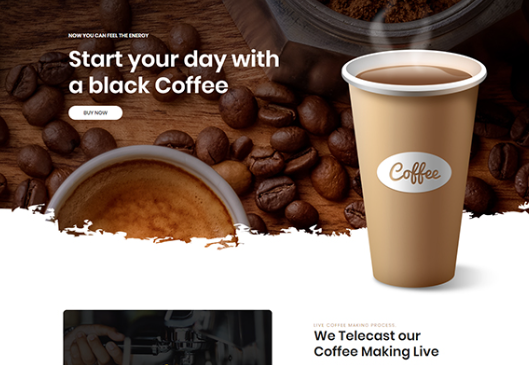 NOW YOU CAN FEEL THE ENERGY
Start your day with
a black Coffee
BUY NOW
Coffee
LIVE COFFEE MAKING PROCESS
We Telecast our
Coffee Making Live